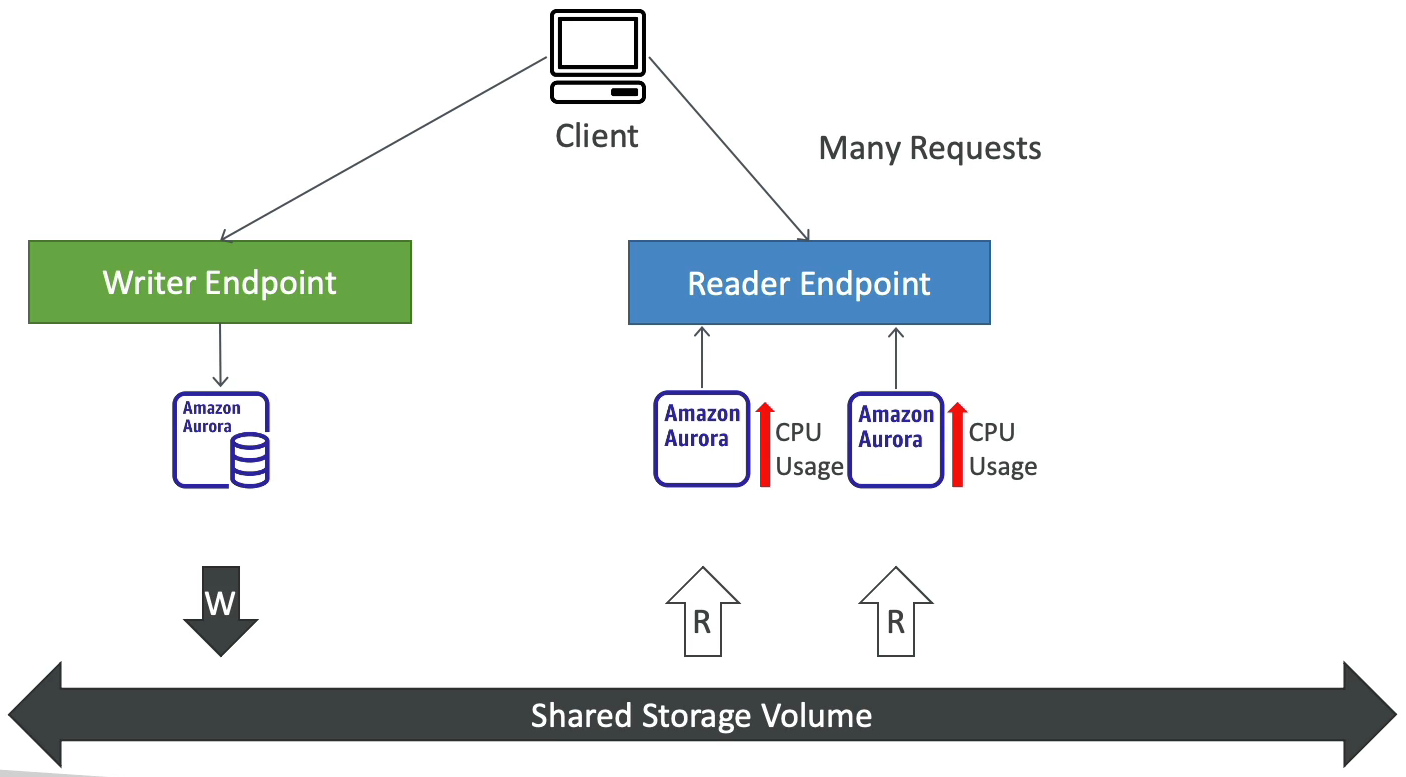 Client
Many Requests
Writer Endpoint
Reader Endpoint
Amazon
Aurora
Amazon
Aurora
CPU
Usage
Amazon
Aurora
CPU
Usage
W
R
R
Shared Storage Volume